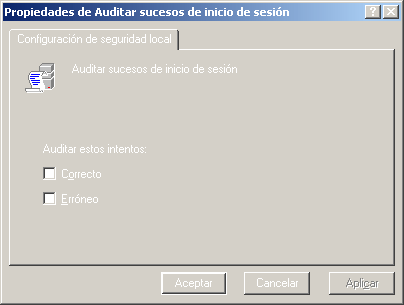 Propiedades de Auditar sucesos de inicio de sesión
Configuración de seguridad local
Auditar sucesos de inicio de sesión
Auditar estos intentos:
Correcto
Erróneo
Aceptar Cancelar Aplicar